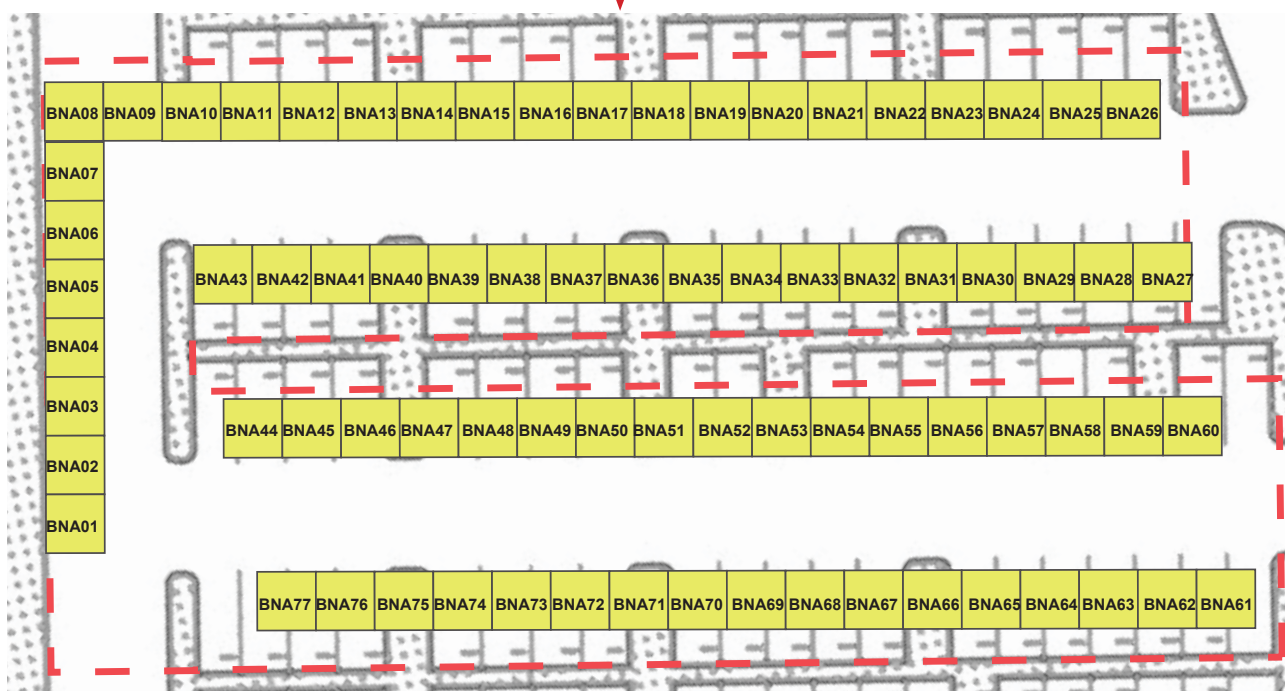 BNA08 BNA09 BNA10 BNA11 BNA12 BNA13 BNA14 BNA15 BNA16 BNA17 BNA18 BNA19 BNA20 BNA21 BNA22 BNA23 BNA24 BNA25 BNA26
BNA07
BNA06
BNA05
BNA04
BNA03
BNA02
BNA01
BNA43 BNA42 BNA41 BNA40 BNA39 BNA38 BNA37 BNA36 BNA35 BNA34 BNA33 BNA32 BNA31 BNA30 BNA29 BNA28 BNA27
BNA44 BNA45 BNA46 BNA47 BNA48 BNA49 BNA50 BNA51 BNA52 BNA53 BNA54 BNA55 BNA56 BNA57 BNA58 BNA59 BNA60
BNA77 BNA76 BNA75 BNA74 BNA73 BNA72 BNA71 BNA70 BNA69 BNA68 BNA67 BNA66 BNA65 BNA64 BNA63 BNA62 BNA61